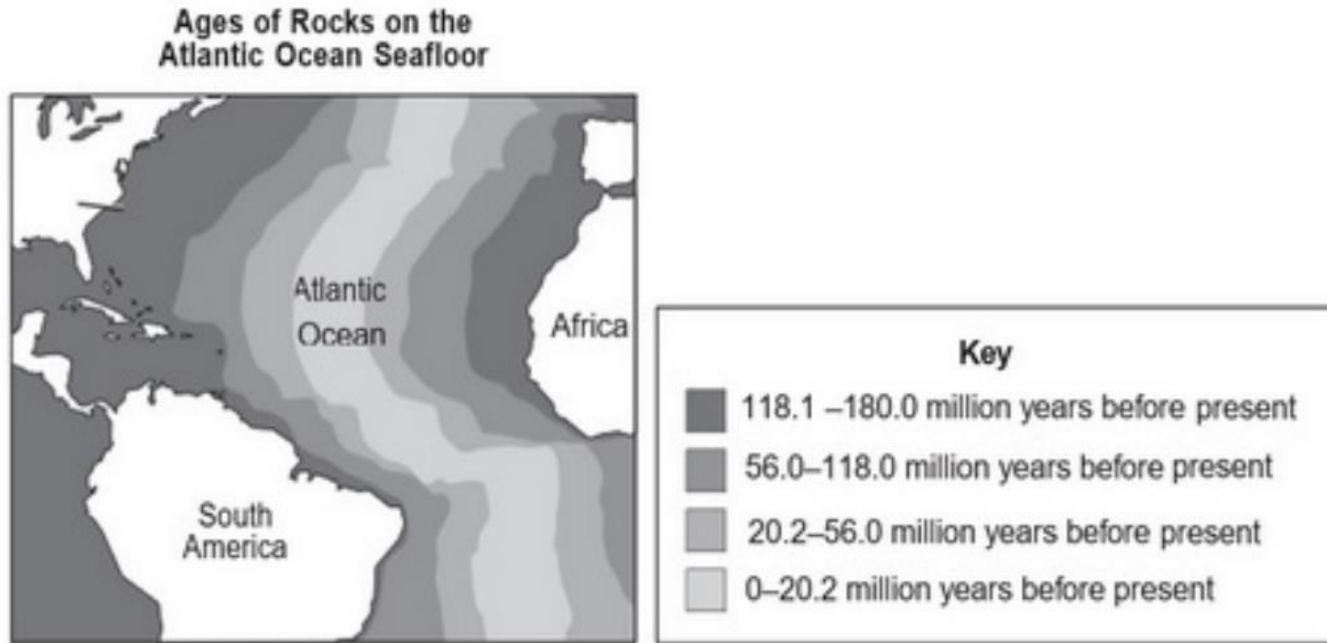 Ages of Rocks on the
Atlantic Ocean Seafloor
Atlantic
Ocean
Africa
South
America
Key
118.1 –180.0 million years before present
56.0–118.0 million years before present
20.2–56.0 million years before present
0–20.2 million years before present